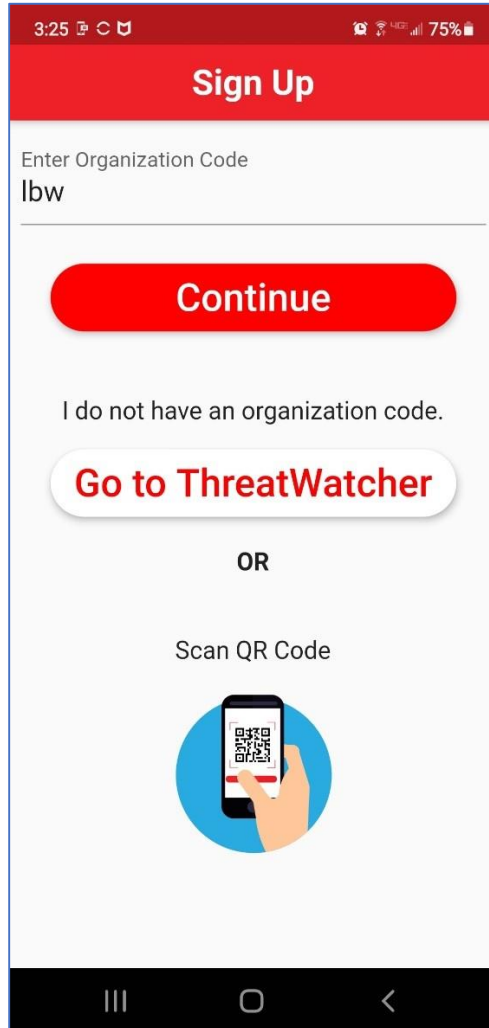 3:25
75%
Sign Up
Enter Organization Code
lbw
Continue
I do not have an organization code.
Go to ThreatWatcher
OR
Scan QR Code